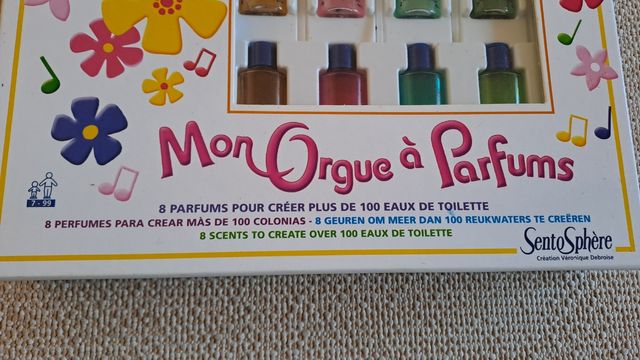 Mon Orgue à Parfums
8 PARFUMS POUR CRÉER PLUS DE 100 EAUX DE TOILETTE
8 PERFUMES PARA CREAR MÀS DE 100 COLONIAS - 8 GEUREN OM MEER DAN 100 REUKWATERS TE CREËREN
8 SCENTS TO CREATE OVER 100 EAUX DE TOILETTE
7 - 99
SentoSphère
Création Véronique Debroise